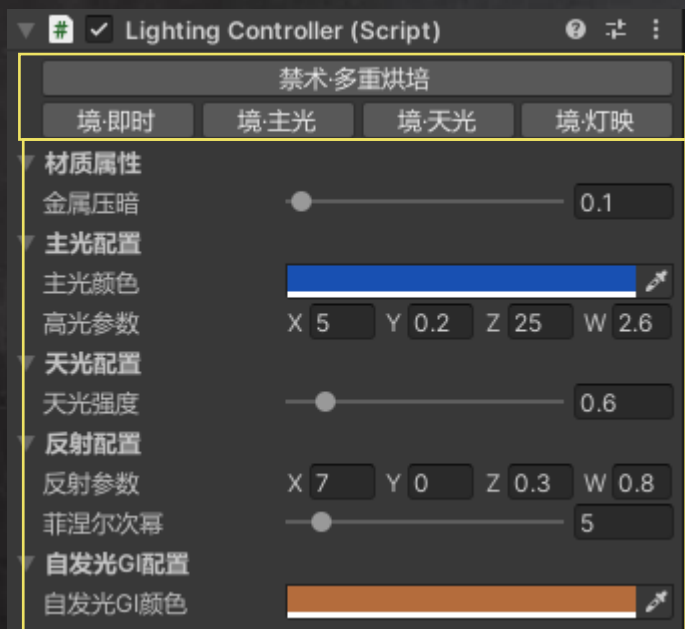 # Lighting Controller (Script)
禁术·多重烘培
境·即时 境·主光 境·天光 境·灯映
材质属性
金属压暗 0.1
主光配置
主光颜色
高光参数 X 5 Y 0.2 Z 25 W 2.6
天光配置
天光强度 0.6
反射配置
反射参数 X 7 Y 0 Z 0.3 W 0.8
菲涅尔次幂 5
自发光GI配置
自发光GI颜色